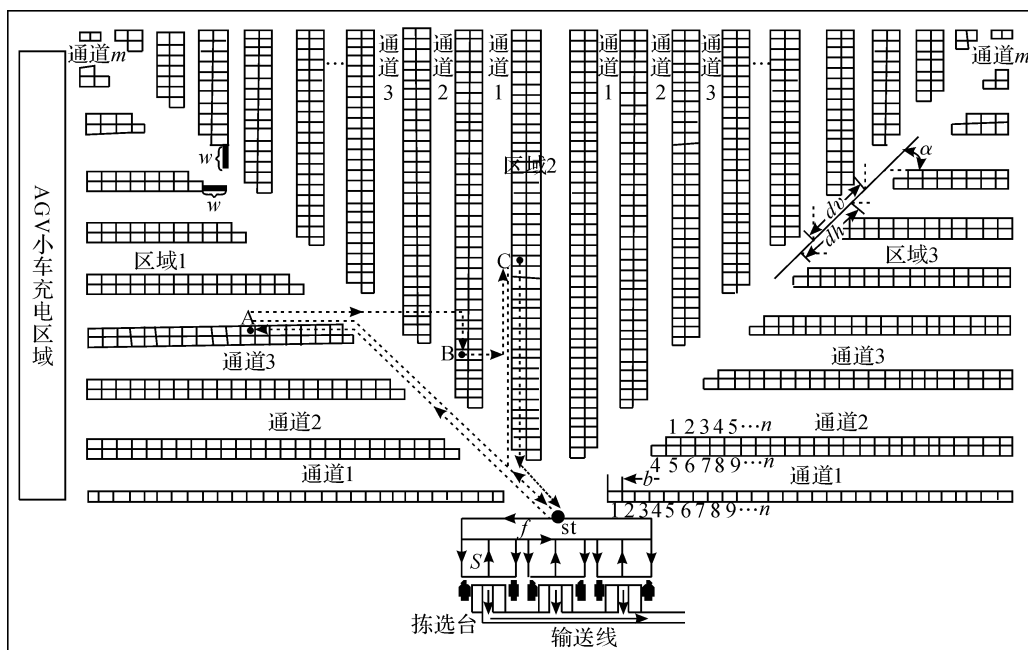 通道m
通道3
通道2
通道1
通道1
通道2
通道3
通道m
···
···
w
w
区域2
α
dv
dh
AGV小车充电区域
区域1
区域3
C
A
B
通道3
通道3
通道2
通道2
1 2 3 4 5 ··· n
4 5 6 7 8 9 ··· n
通道1
通道1
b
1 2 3 4 5 6 7 8 9 ··· n
st
f
S
拣选台
输送线